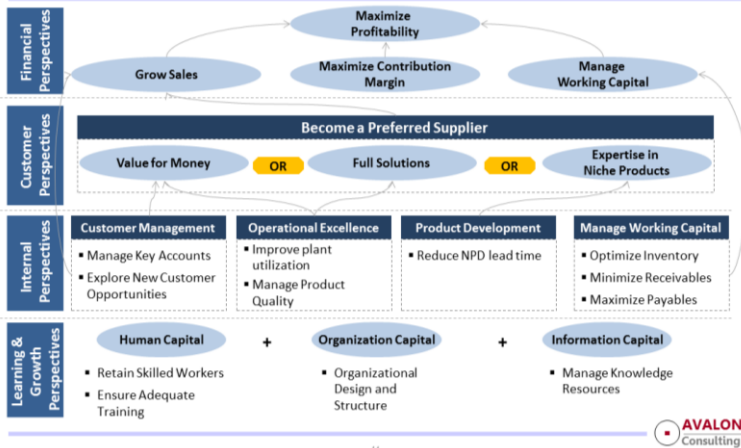 Financial
Perspectives
Maximize
Profitability
Grow Sales
Maximize Contribution
Margin
Manage
Working Capital
Customer
Perspectives
Become a Preferred Supplier
Value for Money
OR
Full Solutions
OR
Expertise in
Niche Products
Internal
Perspectives
Customer Management
▪ Manage Key Accounts
▪ Explore New Customer
Opportunities
Operational Excellence
▪ Improve plant
utilization
▪ Manage Product
Quality
Product Development
▪ Reduce NPD lead time
Manage Working Capital
▪ Optimize Inventory
▪ Minimize Receivables
▪ Maximize Payables
Learning &
Growth
Perspectives
Human Capital
▪ Retain Skilled Workers
▪ Ensure Adequate
Training
+
Organization Capital
▪ Organizational
Design and
Structure
+
Information Capital
▪ Manage Knowledge
Resources
AVALON
Consulting